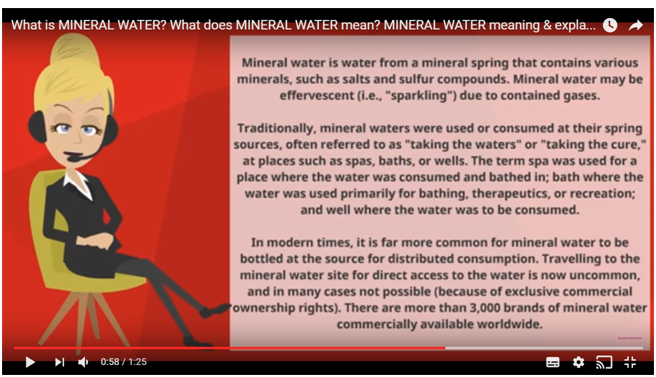 What is MINERAL WATER? What does MINERAL WATER mean? MINERAL WATER meaning & expla...
Mineral water is water from a mineral spring that contains various
minerals, such as salts and sulfur compounds. Mineral water may be
effervescent (i.e., "sparkling") due to contained gases.
Traditionally, mineral waters were used or consumed at their spring
sources, often referred to as "taking the waters" or "taking the cure,"
at places such as spas, baths, or wells. The term spa was used for a
place where the water was consumed and bathed in; bath where the
water was used primarily for bathing, therapeutics, or recreation;
and well where the water was to be consumed.
In modern times, it is far more common for mineral water to be
bottled at the source for distributed consumption. Travelling to the
mineral water site for direct access to the water is now uncommon,
and in many cases not possible (because of exclusive commercial
ownership rights). There are more than 3,000 brands of mineral water
commercially available worldwide.
0:58 / 1:25